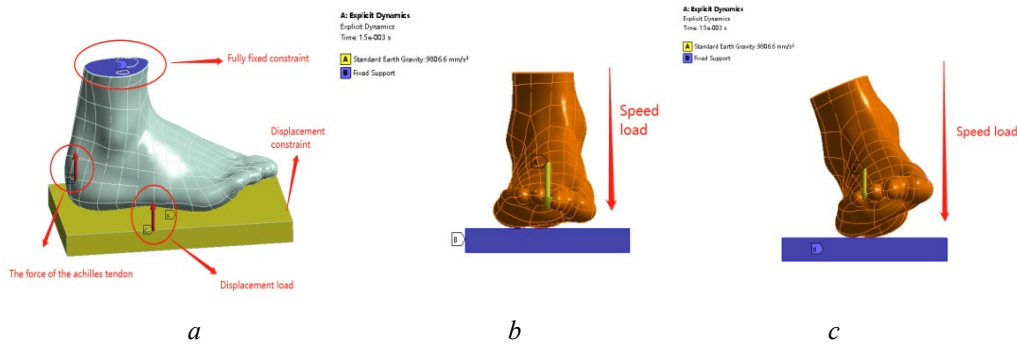 Fully fixed constraint
Displacement
constraint
The force of the achilles tendon
Displacement load
a
A: Explicit Dynamics
Explicit Dynamics
Time: 1.5e-003 s
A Standard Earth Gravity: 9806.6 mm/s²
B Fixed Support
Speed
load
B
b
A: Explicit Dynamics
Explicit Dynamics
Time: 1.5e-003 s
A Standard Earth Gravity: 9806.6 mm/s²
B Fixed Support
Speed load
B
c